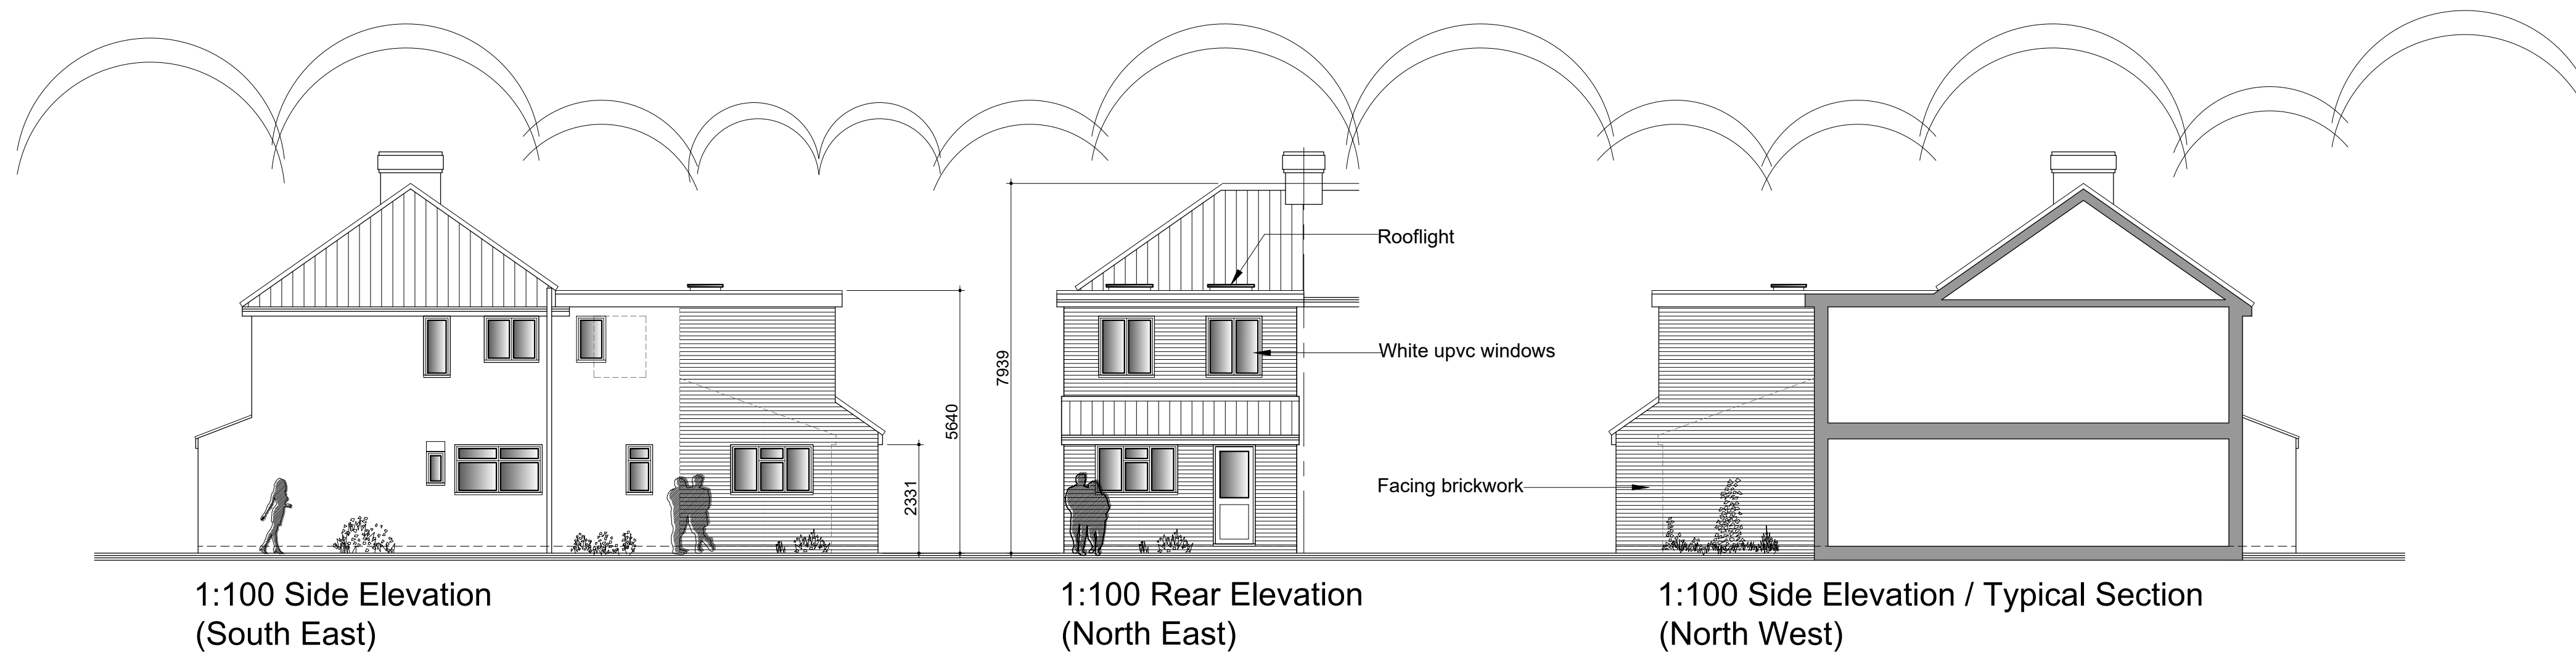 Rooflight
White upvc windows
7939
5640
2331
Facing brickwork
1:100 Side Elevation
(South East)
1:100 Rear Elevation
(North East)
1:100 Side Elevation / Typical Section
(North West)